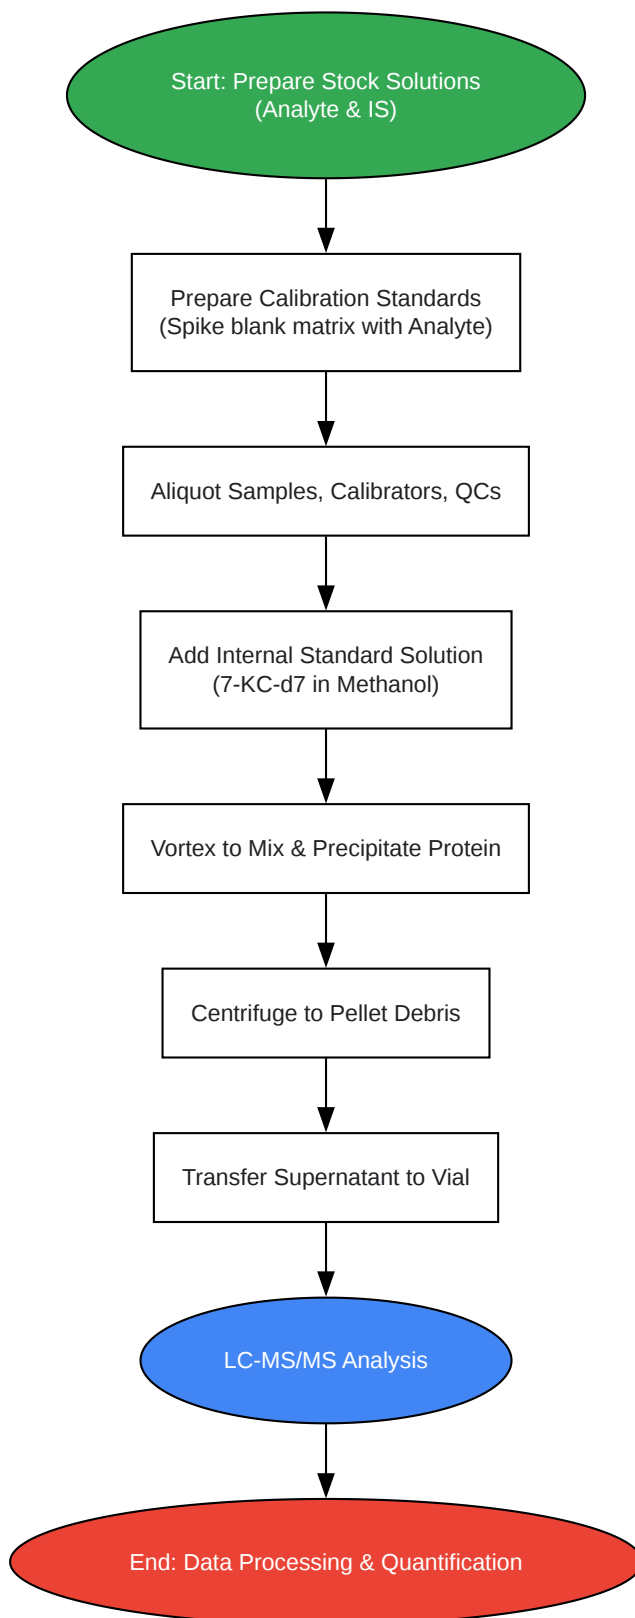 Start: Prepare Stock Solutions
(Analyte & IS)
Prepare Calibration Standards
(Spike blank matrix with Analyte)
Aliquot Samples, Calibrators, QCs
Add Internal Standard Solution
(7-KC-d7 in Methanol)
Vortex to Mix & Precipitate Protein
Centrifuge to Pellet Debris
Transfer Supernatant to Vial
LC-MS/MS Analysis
End: Data Processing & Quantification